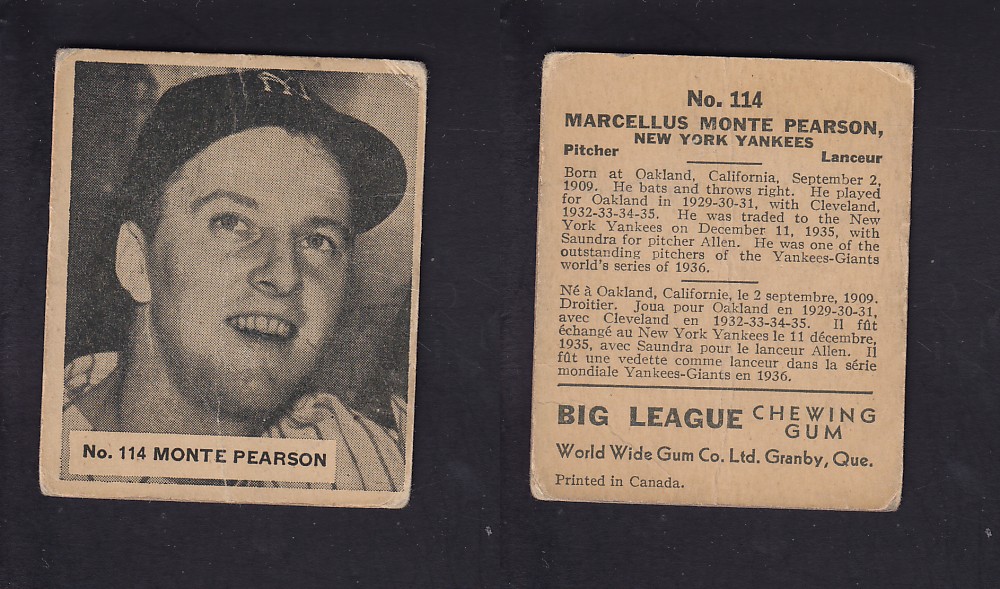 NY
No. 114 MONTE PEARSON
No. 114
MARCELLUS MONTE PEARSON,
NEW YORK YANKEES
Pitcher Lanceur
Born at Oakland, California, September 2,
1909. He bats and throws right. He played
for Oakland in 1929-30-31, with Cleveland,
1932-33-34-35. He was traded to the New
York Yankees on December 11, 1935, with
Saundra for pitcher Allen. He was one of the
outstanding pitchers of the Yankees-Giants
world's series of 1936.
Né à Oakland, Californie, le 2 septembre, 1909.
Droitier. Joua pour Oakland en 1929-30-31,
avec Cleveland en 1932-33-34-35. Il fût
échangé au New York Yankees le 11 décembre,
1935, avec Saundra pour le lanceur Allen. Il
fût une vedette comme lanceur dans la série
mondiale Yankees-Giants en 1936.
BIG LEAGUE CHEWING GUM
World Wide Gum Co. Ltd. Granby, Que.
Printed in Canada.